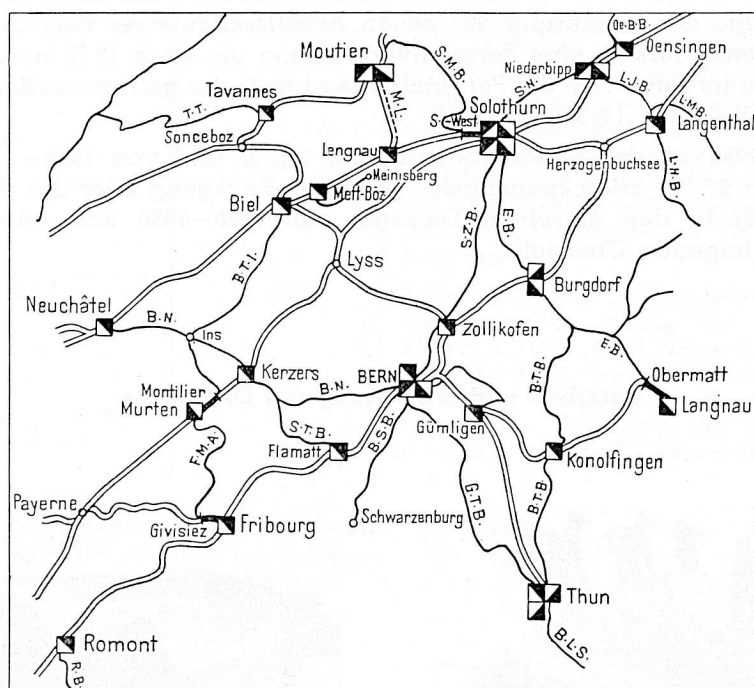 Oe.B.B.
Oensingen
Moutier
S.M.B.
Niederbipp
S.N.
L.J.B.
Tavannes
Solothurn
L.M.B.
T.T.
M.L.
S-West
Langenthal
Sonceboz
Lengnau
Herzogenbuchsee
Meinisberg
Mett-Böz.
L.H.B.
Biel
S.Z.B.
E.B.
B.T.I.
Lyss
Burgdorf
Neuchâtel
B.N.
Ins
Zollikofen
E.B.
Kerzers
BERN
B.T.B.
Obermatt
B.N.
Montilier
Murten
Langnau
S.T.B.
B.S.B.
Gümligen
F.M.A.
Flamatt
Konolfingen
G.T.B.
B.T.B.
Payerne
Givisiez
Fribourg
Schwarzenburg
Thun
Romont
B.L.S.
R.B.